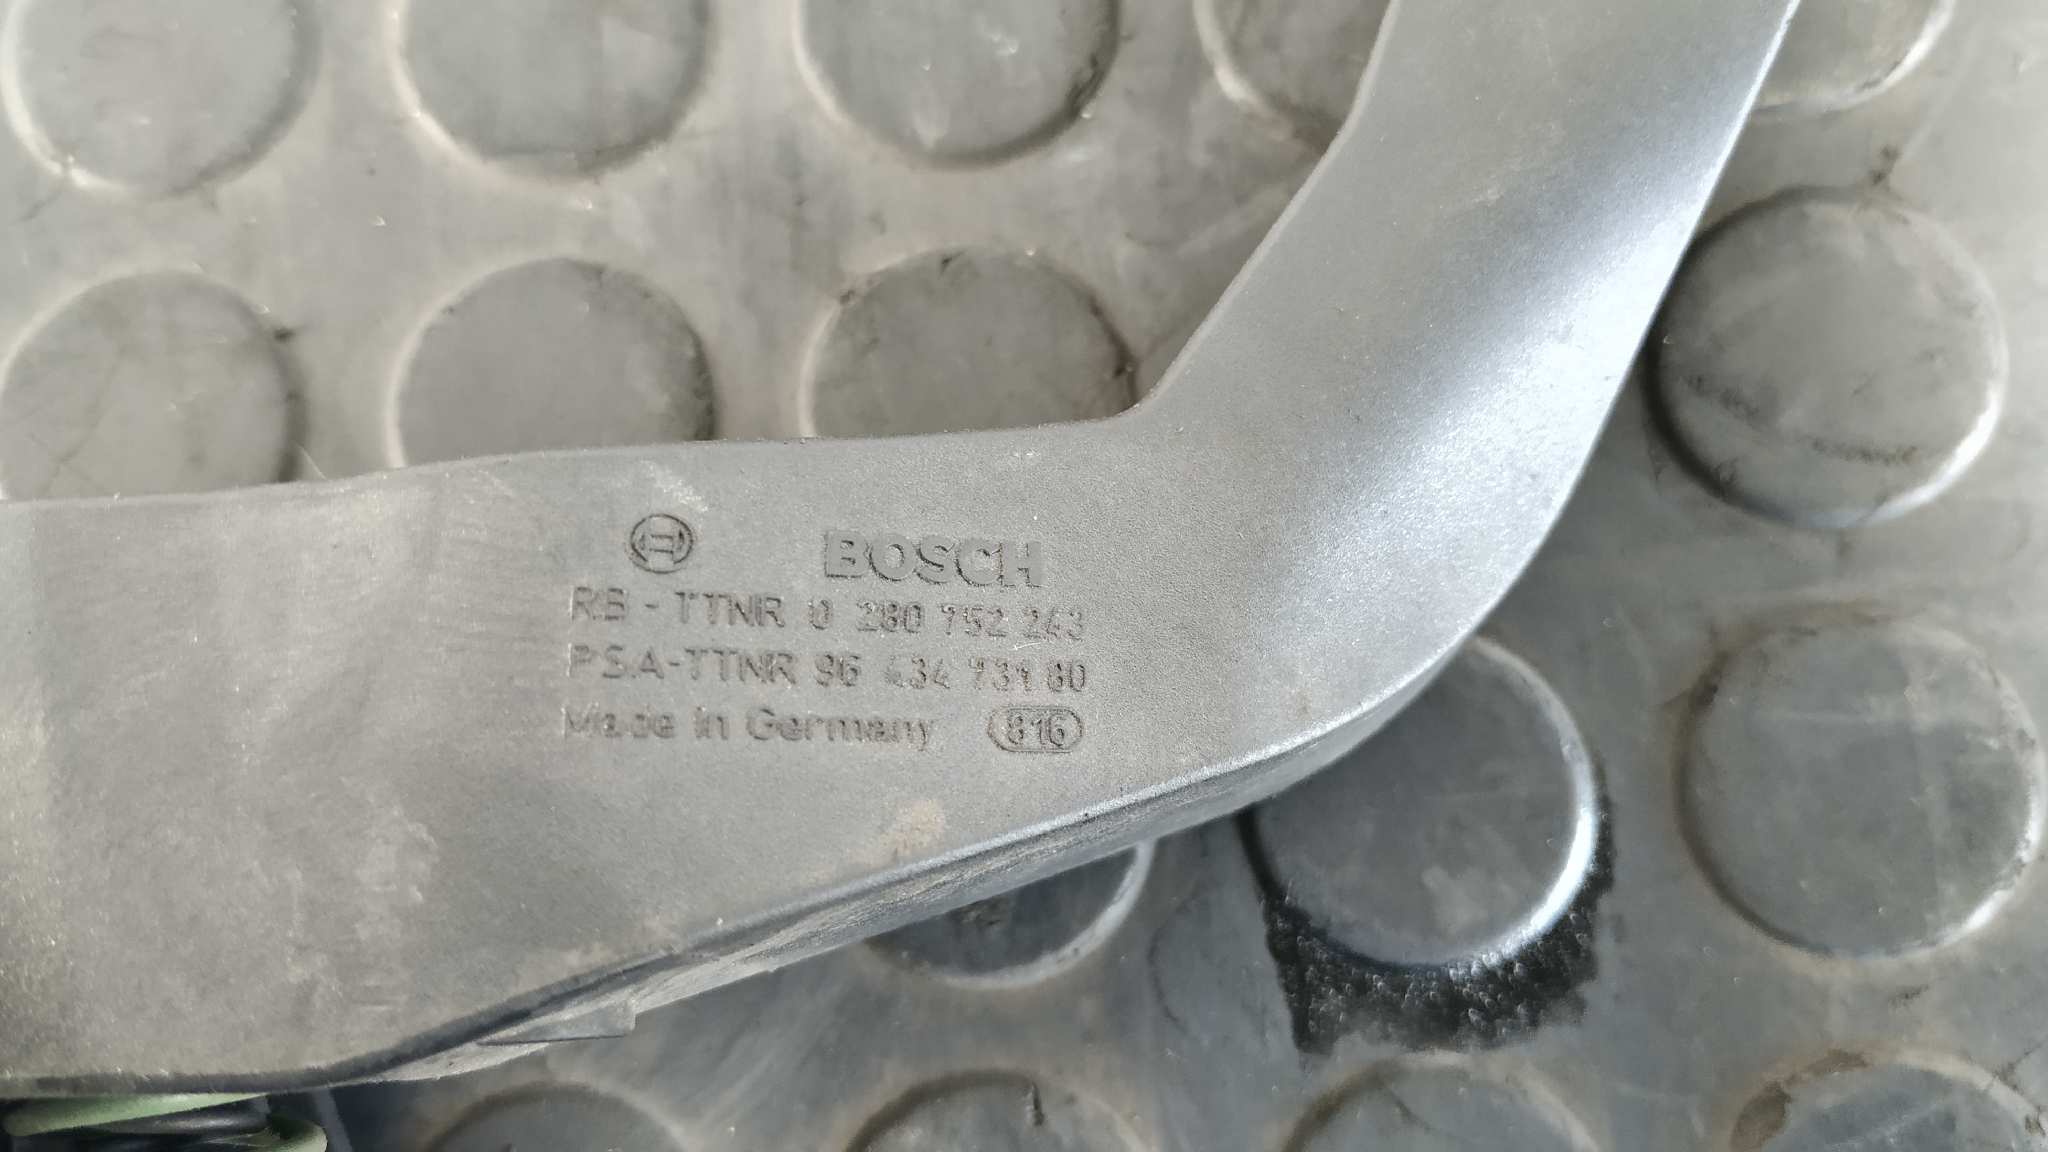 BOSCH
RB - TTNR 0 280 752 243
PSA-TTNR 96 434 731 80
Made in Germany 816